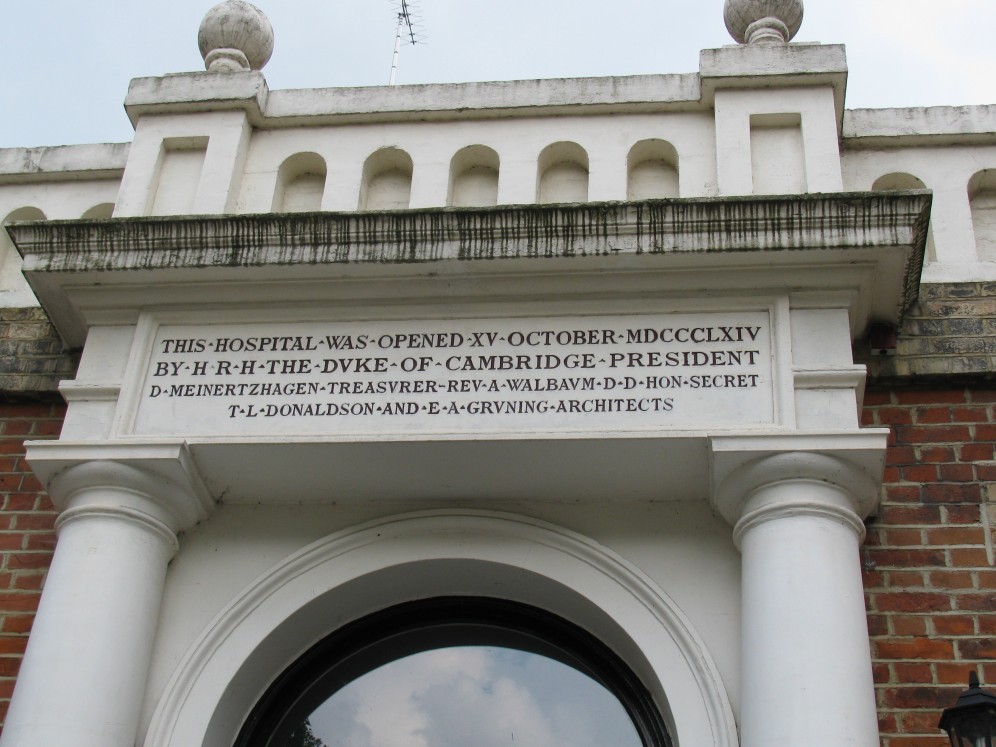 THIS·HOSPITAL·WAS·OPENED·XV·OCTOBER·MDCCCLXIV
BY·H·R·H·THE·DVKE·OF·CAMBRIDGE·PRESIDENT
D·MEINERTZHAGEN·TREASVRER-REV·A·WALBAVM·D·D·HON·SECRET
T·L·DONALDSON·AND·E·A·GRVNING·ARCHITECTS